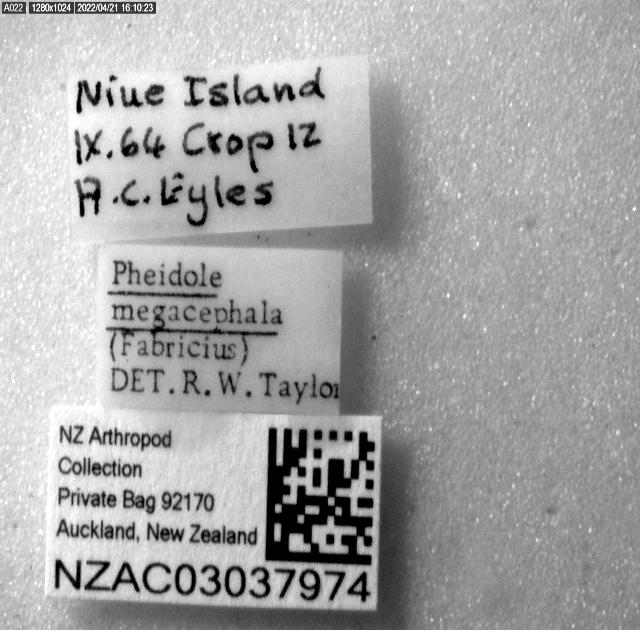 A022 1280x1024 2022/04/21 16:10:23
Niue Island
IX.64 Crop 12
A.C. Eyles
Pheidole
megacephala
(Fabricius)
DET. R. W. Taylor
NZ Arthropod
Collection
Private Bag 92170
Auckland, New Zealand
NZAC03037974